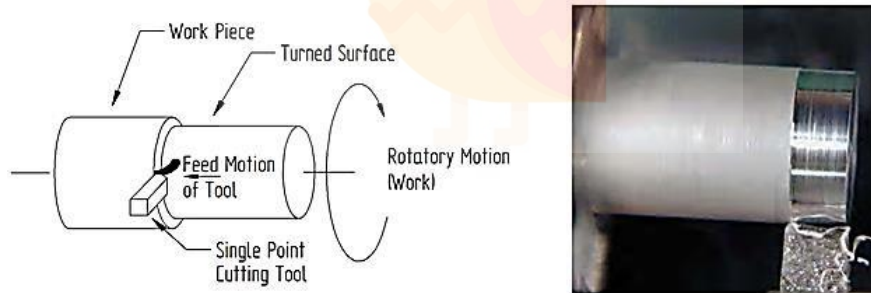 Work Piece
Turned Surface
Feed Motion
of Tool
Rotatory Motion
(Work)
Single Point
Cutting Tool